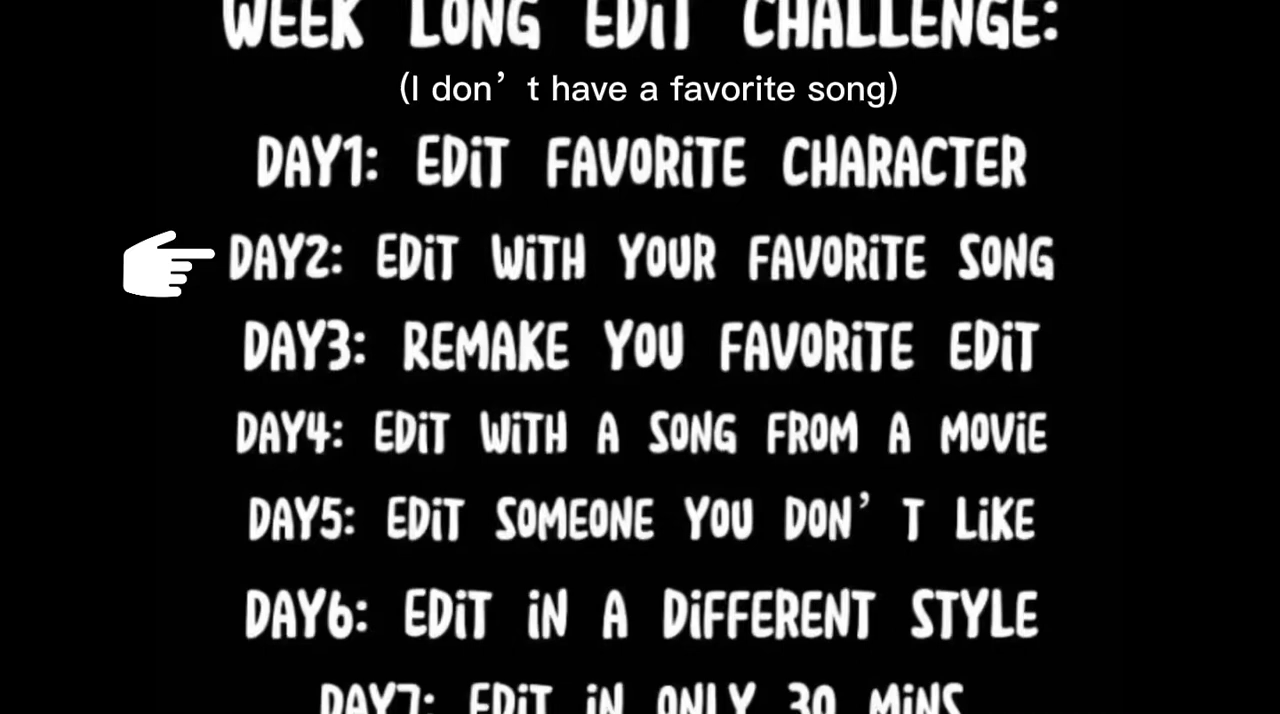 WEEK LONG EDiT CHALLENGE:
(I don’t have a favorite song)
DAY1: EDiT FAVORiTE CHARACTER
DAY2: EDiT WiTH YOUR FAVORiTE SONG
DAY3: REMAKE YOU FAVORiTE EDiT
DAY4: EDiT WiTH A SONG FROM A MOViE
DAY5: EDiT SOMEONE YOU DON’T LiKE
DAY6: EDiT iN A DiFFERENT STYLE
DAY7: EDiT iN ONLY 30 MiNS